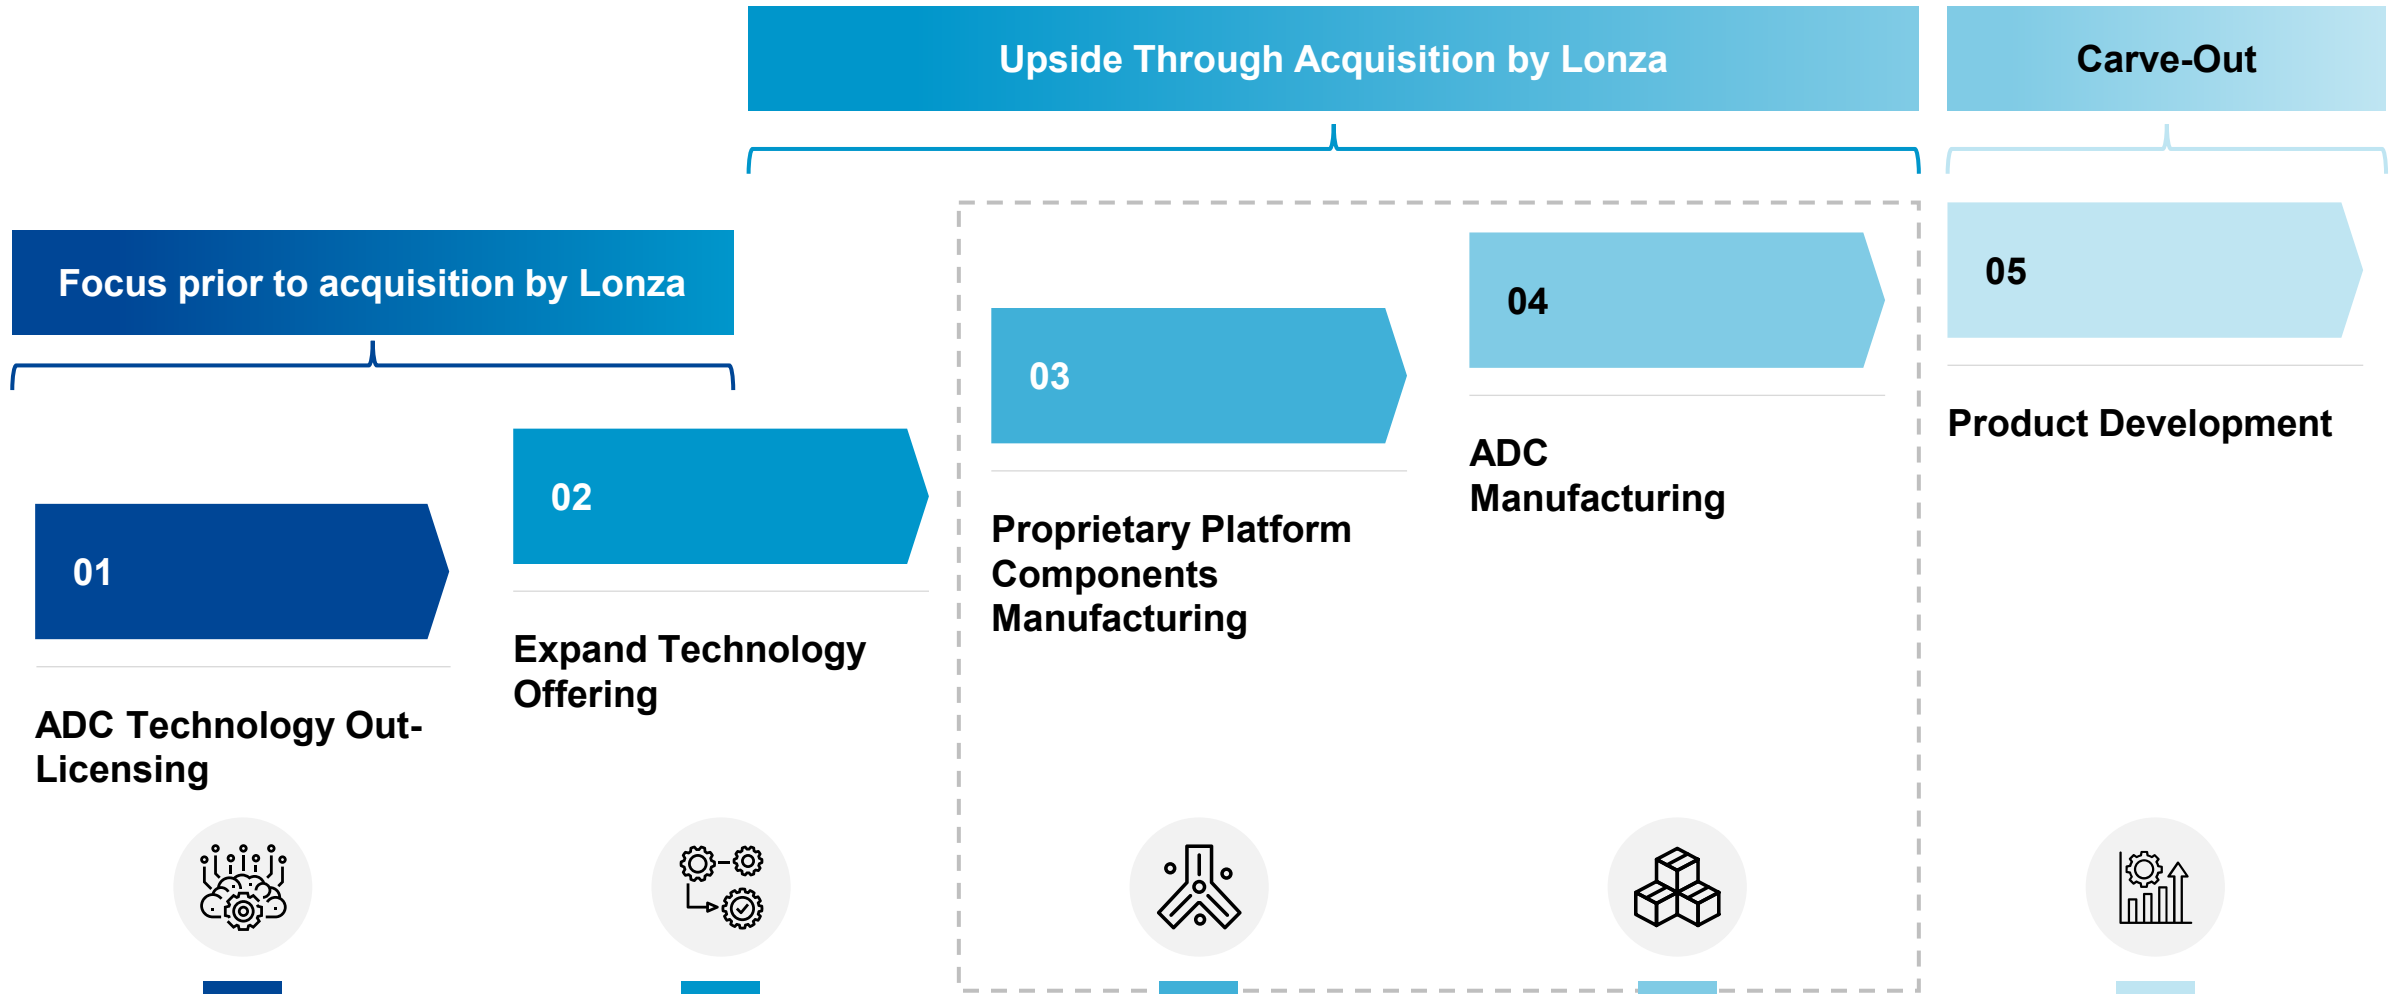 Upside Through Acquisition by Lonza
Carve-Out
Focus prior to acquisition by Lonza
01
ADC Technology Out-
Licensing
02
Expand Technology
Offering
03
Proprietary Platform
Components
Manufacturing
04
ADC
Manufacturing
05
Product Development